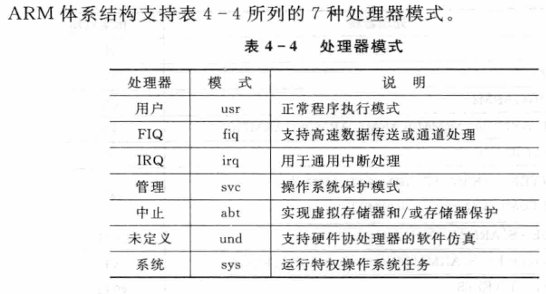 ARM 体系结构支持表 4-4 所列的 7 种处理器模式。
表 4-4 处理器模式
处理器 模 式 说 明
用户 usr 正常程序执行模式
FIQ fiq 支持高速数据传送或通道处理
IRQ irq 用于通用中断处理
管理 svc 操作系统保护模式
中止 abt 实现虚拟存储器和/或存储器保护
未定义 und 支持硬件协处理器的软件仿真
系统 sys 运行特权操作系统任务